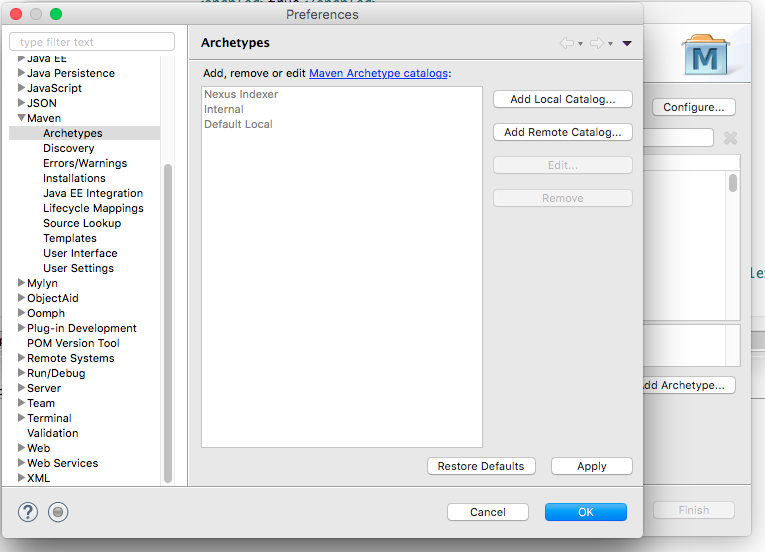 Preferences
type filter text
Java EE
Java Persistence
JavaScript
JSON
Maven
Archetypes
Discovery
Errors/Warnings
Installations
Java EE Integration
Lifecycle Mappings
Source Lookup
Templates
User Interface
User Settings
Mylyn
ObjectAid
Oomph
Plug-in Development
POM Version Tool
Remote Systems
Run/Debug
Server
Team
Terminal
Validation
Web
Web Services
XML
Archetypes
Add, remove or edit Maven Archetype catalogs:
Nexus Indexer
Internal
Default Local
Add Local Catalog...
Add Remote Catalog...
Edit...
Remove
Restore Defaults
Apply
?
Cancel
OK
M
Configure...
dd Archetype...
Finish